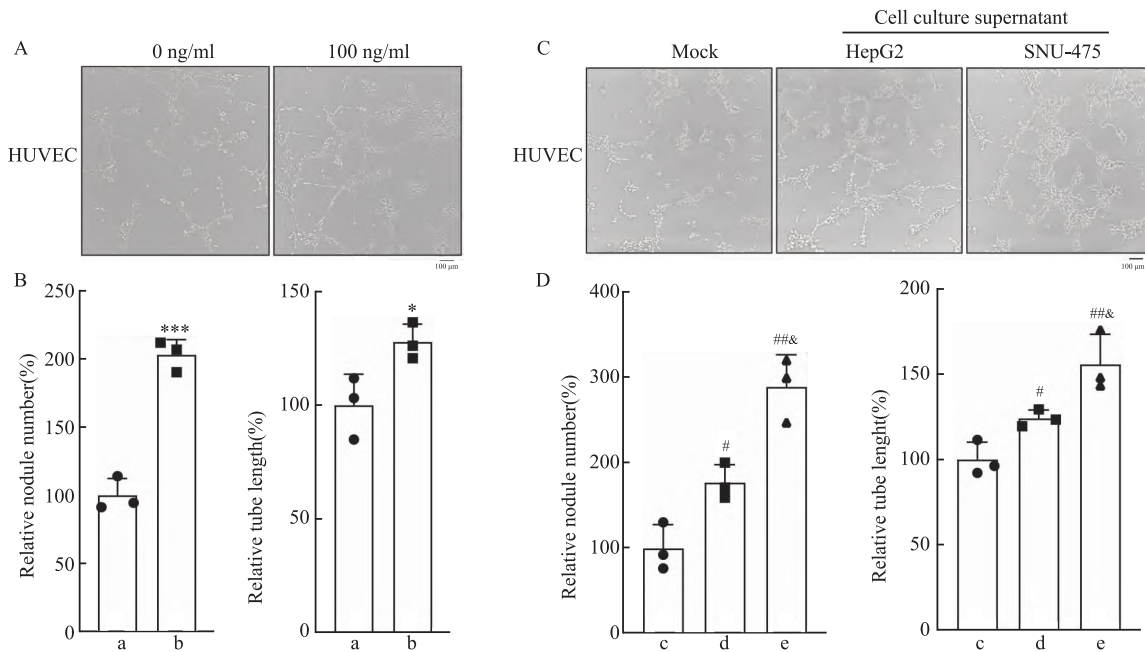 Cell culture supernatant
A
0 ng/ml
100 ng/ml
C
Mock
HepG2
SNU-475
HUVEC
HUVEC
100 μm
100 μm
B
Relative nodule number(%)
250
200
150
100
50
0
***
a
b
Relative tube length(%)
150
100
50
0
*
a
b
D
Relative nodule number(%)
400
300
200
100
0
#
##&
c
d
e
Relative tube lenght(%)
200
150
100
50
0
#
##&
c
d
e